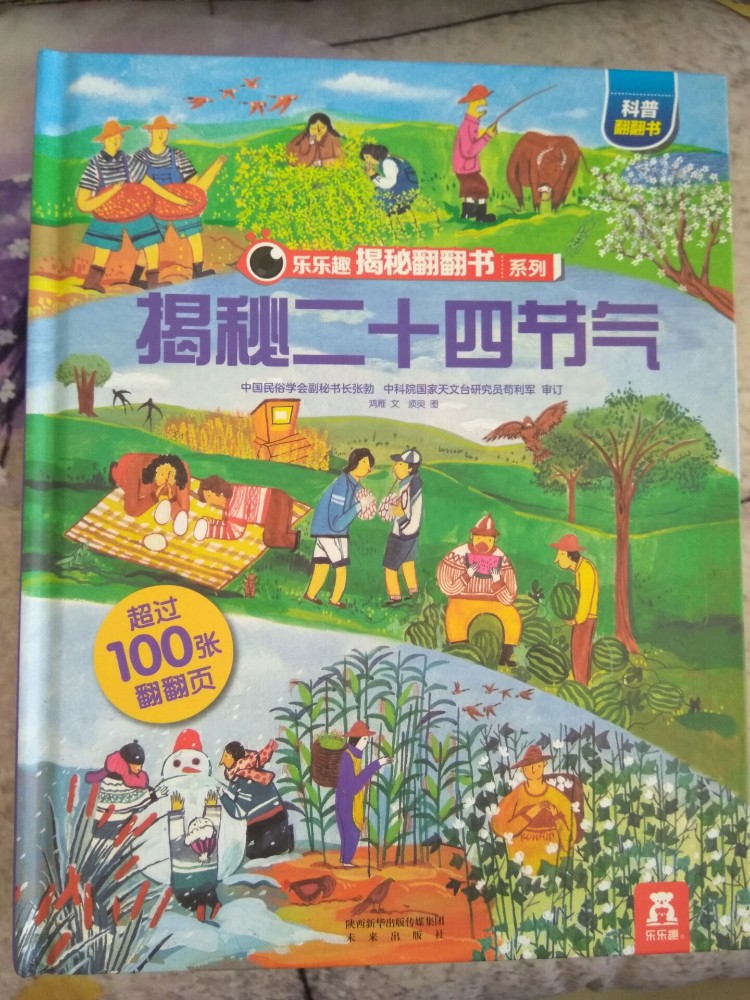 科普
翻翻书
乐乐趣 揭秘翻翻书 系列
揭秘二十四节气
中国民俗学会副秘书长张勃 中科院国家天文台研究员苟利军 审订
鸿雁 文 须臾 图
超过
100张
翻翻页
陕西新华出版传媒集团
未来出版社
乐乐趣